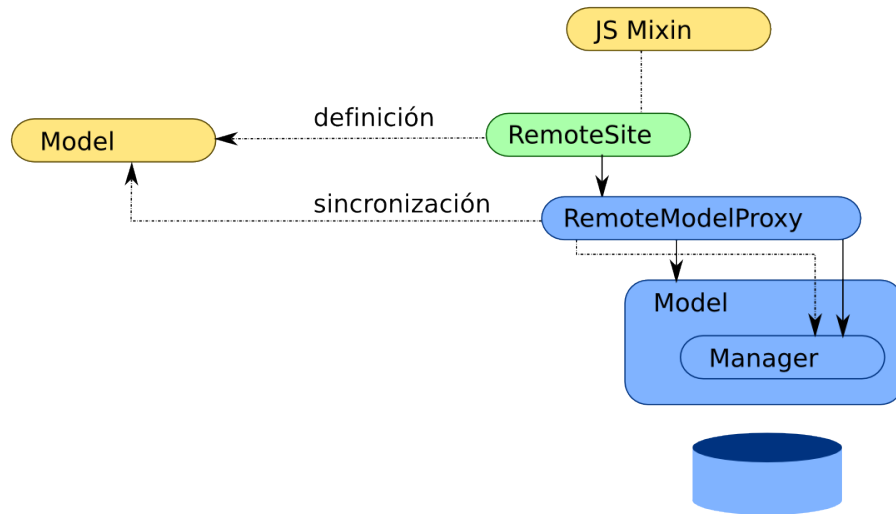 JS Mixin
definición
RemoteSite
Model
sincronización
RemoteModelProxy
Model
Manager